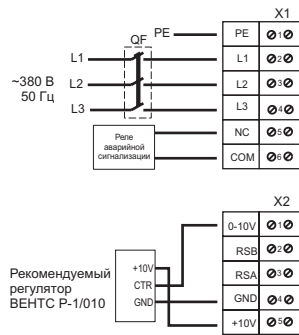 X1
QF
PE
PE
1
L1
L1
2
~380 В
50 Гц
L2
L2
3
L3
L3
4
Реле
аварийной
сигнализации
NC
5
COM
6
X2
0-10V
1
RSB
2
RSA
3
GND
4
+10V
5
Рекомендуемый
регулятор
ВЕНТС Р-1/010
+10V
CTR
GND